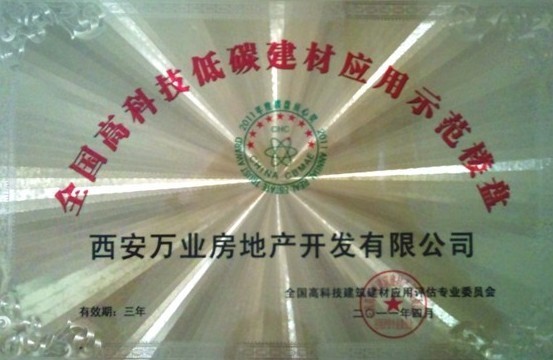 全国高科技低碳建材应用示范楼盘
CHC
CHINA
西安万业房地产开发有限公司
全国高科技建筑建材应用评估专业委员会
有效期：三年
二〇一一年四月